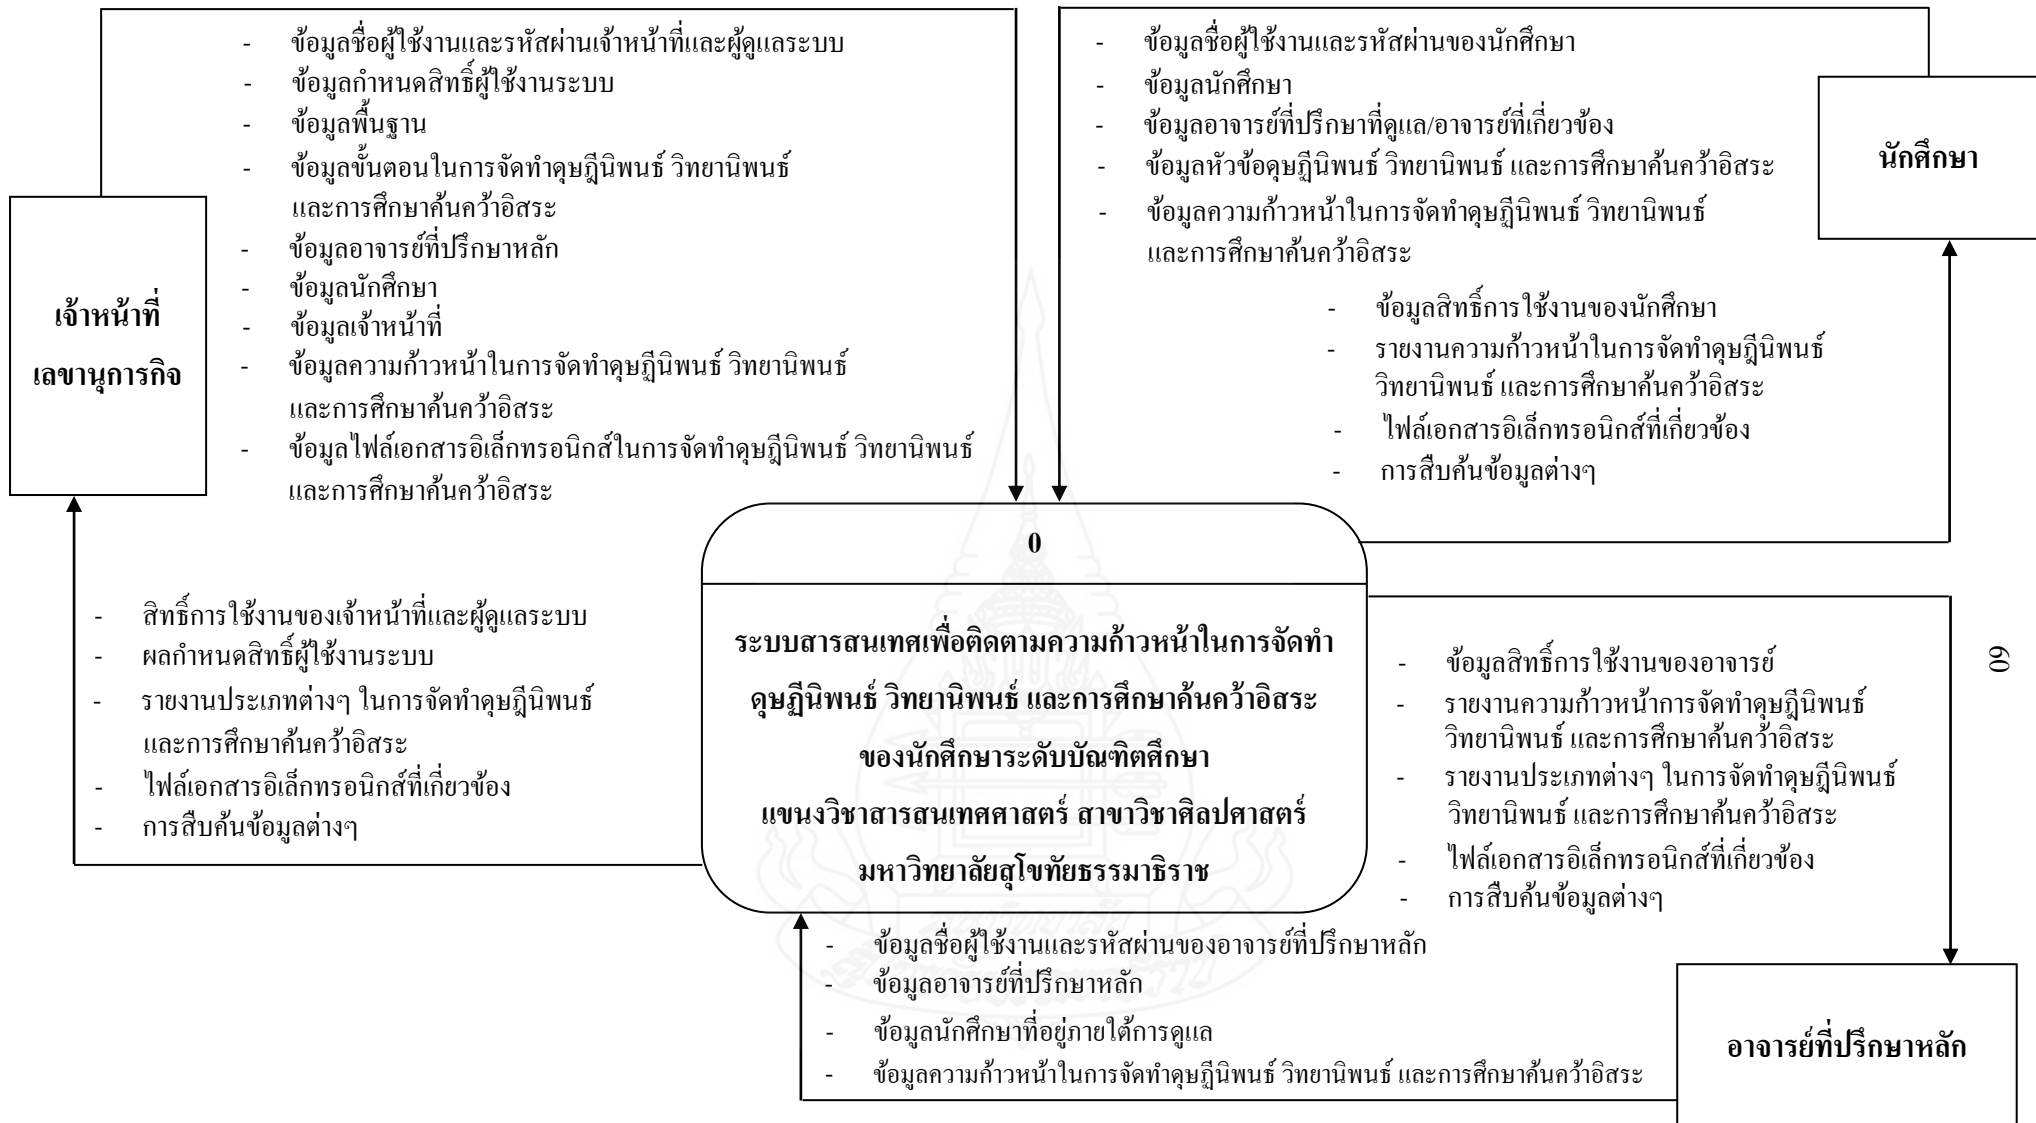 - ข้อมูลชื่อผู้ใช้งานและรหัสผ่านเจ้าหน้าที่และผู้ดูแลระบบ
- ข้อมูลกำหนดสิทธิ์ผู้ใช้งานระบบ
- ข้อมูลพื้นฐาน
- ข้อมูลขั้นตอนในการจัดทำดุษฎีนิพนธ์ วิทยานิพนธ์
และการศึกษาค้นคว้าอิสระ
- ข้อมูลอาจารย์ที่ปรึกษาหลัก
- ข้อมูลนักศึกษา
- ข้อมูลเจ้าหน้าที่
- ข้อมูลความก้าวหน้าในการจัดทำดุษฎีนิพนธ์ วิทยานิพนธ์
และการศึกษาค้นคว้าอิสระ
- ข้อมูลไฟล์เอกสารอิเล็กทรอนิกส์ในการจัดทำดุษฎีนิพนธ์ วิทยานิพนธ์
และการศึกษาค้นคว้าอิสระ
เจ้าหน้าที่
เลขานุการกิจ
- ข้อมูลชื่อผู้ใช้งานและรหัสผ่านของนักศึกษา
- ข้อมูลนักศึกษา
- ข้อมูลอาจารย์ที่ปรึกษาที่ดูแล/อาจารย์ที่เกี่ยวข้อง
- ข้อมูลหัวข้อดุษฎีนิพนธ์ วิทยานิพนธ์ และการศึกษาค้นคว้าอิสระ
- ข้อมูลความก้าวหน้าในการจัดทำดุษฎีนิพนธ์ วิทยานิพนธ์
และการศึกษาค้นคว้าอิสระ
นักศึกษา
- ข้อมูลสิทธิ์การใช้งานของนักศึกษา
- รายงานความก้าวหน้าในการจัดทำดุษฎีนิพนธ์
วิทยานิพนธ์ และการศึกษาค้นคว้าอิสระ
- ไฟล์เอกสารอิเล็กทรอนิกส์ที่เกี่ยวข้อง
- การสืบค้นข้อมูลต่างๆ
0
ระบบสารสนเทศเพื่อติดตามความก้าวหน้าในการจัดทำ
ดุษฎีนิพนธ์ วิทยานิพนธ์ และการศึกษาค้นคว้าอิสระ
ของนักศึกษาระดับบัณฑิตศึกษา
แขนงวิชาสารสนเทศศาสตร์ สาขาวิชาศิลปศาสตร์
มหาวิทยาลัยสุโขทัยธรรมาธิราช
- สิทธิ์การใช้งานของเจ้าหน้าที่และผู้ดูแลระบบ
- ผลกำหนดสิทธิ์ผู้ใช้งานระบบ
- รายงานประเภทต่างๆ ในการจัดทำดุษฎีนิพนธ์
และการศึกษาค้นคว้าอิสระ
- ไฟล์เอกสารอิเล็กทรอนิกส์ที่เกี่ยวข้อง
- การสืบค้นข้อมูลต่างๆ
- ข้อมูลสิทธิ์การใช้งานของอาจารย์
- รายงานความก้าวหน้าการจัดทำดุษฎีนิพนธ์
วิทยานิพนธ์ และการศึกษาค้นคว้าอิสระ
- รายงานประเภทต่างๆ ในการจัดทำดุษฎีนิพนธ์
วิทยานิพนธ์ และการศึกษาค้นคว้าอิสระ
- ไฟล์เอกสารอิเล็กทรอนิกส์ที่เกี่ยวข้อง
- การสืบค้นข้อมูลต่างๆ
60
- ข้อมูลชื่อผู้ใช้งานและรหัสผ่านของอาจารย์ที่ปรึกษาหลัก
- ข้อมูลอาจารย์ที่ปรึกษาหลัก
- ข้อมูลนักศึกษาที่อยู่ภายใต้การดูแล
- ข้อมูลความก้าวหน้าในการจัดทำดุษฎีนิพนธ์ วิทยานิพนธ์ และการศึกษาค้นคว้าอิสระ
อาจารย์ที่ปรึกษาหลัก